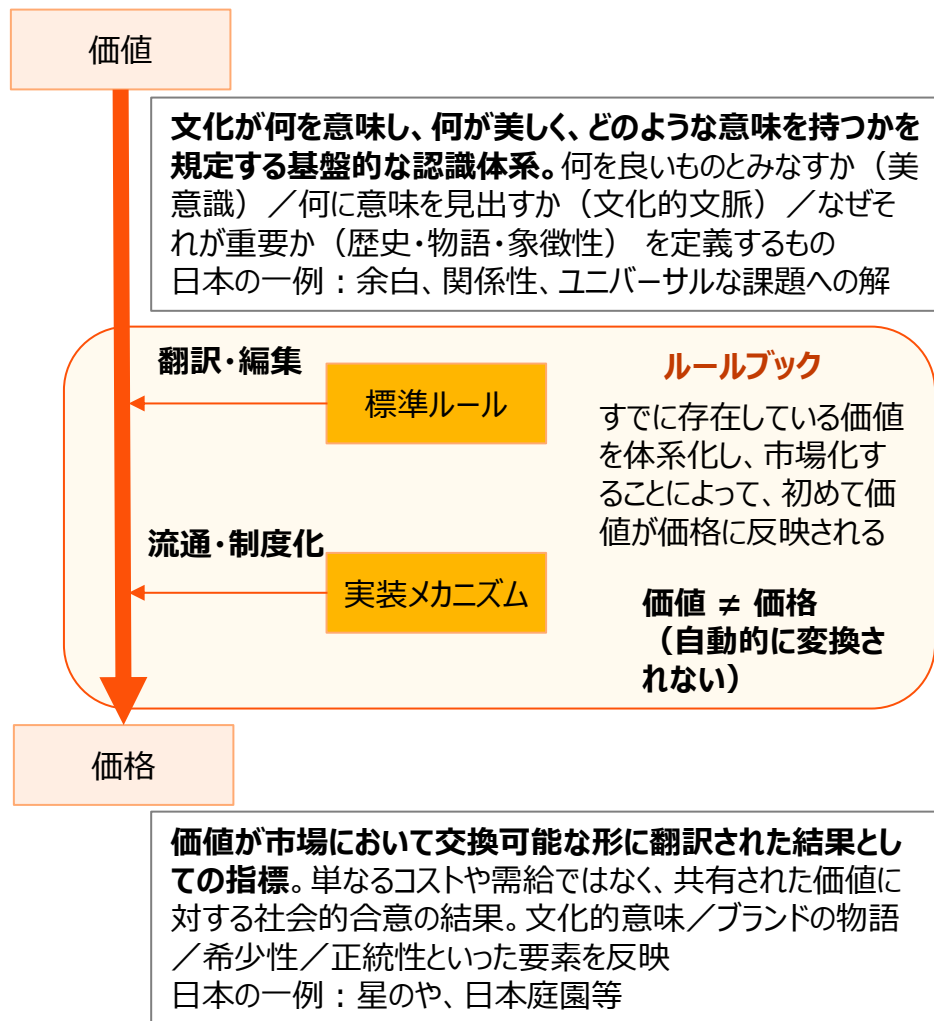 価値
文化が何を意味し、何が美しく、どのような意味を持つかを
規定する基盤的な認識体系。何を良いものとみなすか（美
意識）／何に意味を見出すか（文化的文脈）／なぜそ
れが重要か（歴史・物語・象徴性） を定義するもの
日本の一例：余白、関係性、ユニバーサルな課題への解
翻訳・編集
標準ルール
流通・制度化
実装メカニズム
ルールブック
すでに存在している価値
を体系化し、市場化す
ることによって、初めて価
値が価格に反映される
価値 ≠ 価格
（自動的に変換さ
れない）
価格
価値が市場において交換可能な形に翻訳された結果とし
ての指標。単なるコストや需給ではなく、共有された価値に
対する社会的合意の結果。文化的意味／ブランドの物語
／希少性／正統性といった要素を反映
日本の一例：星のや、日本庭園等